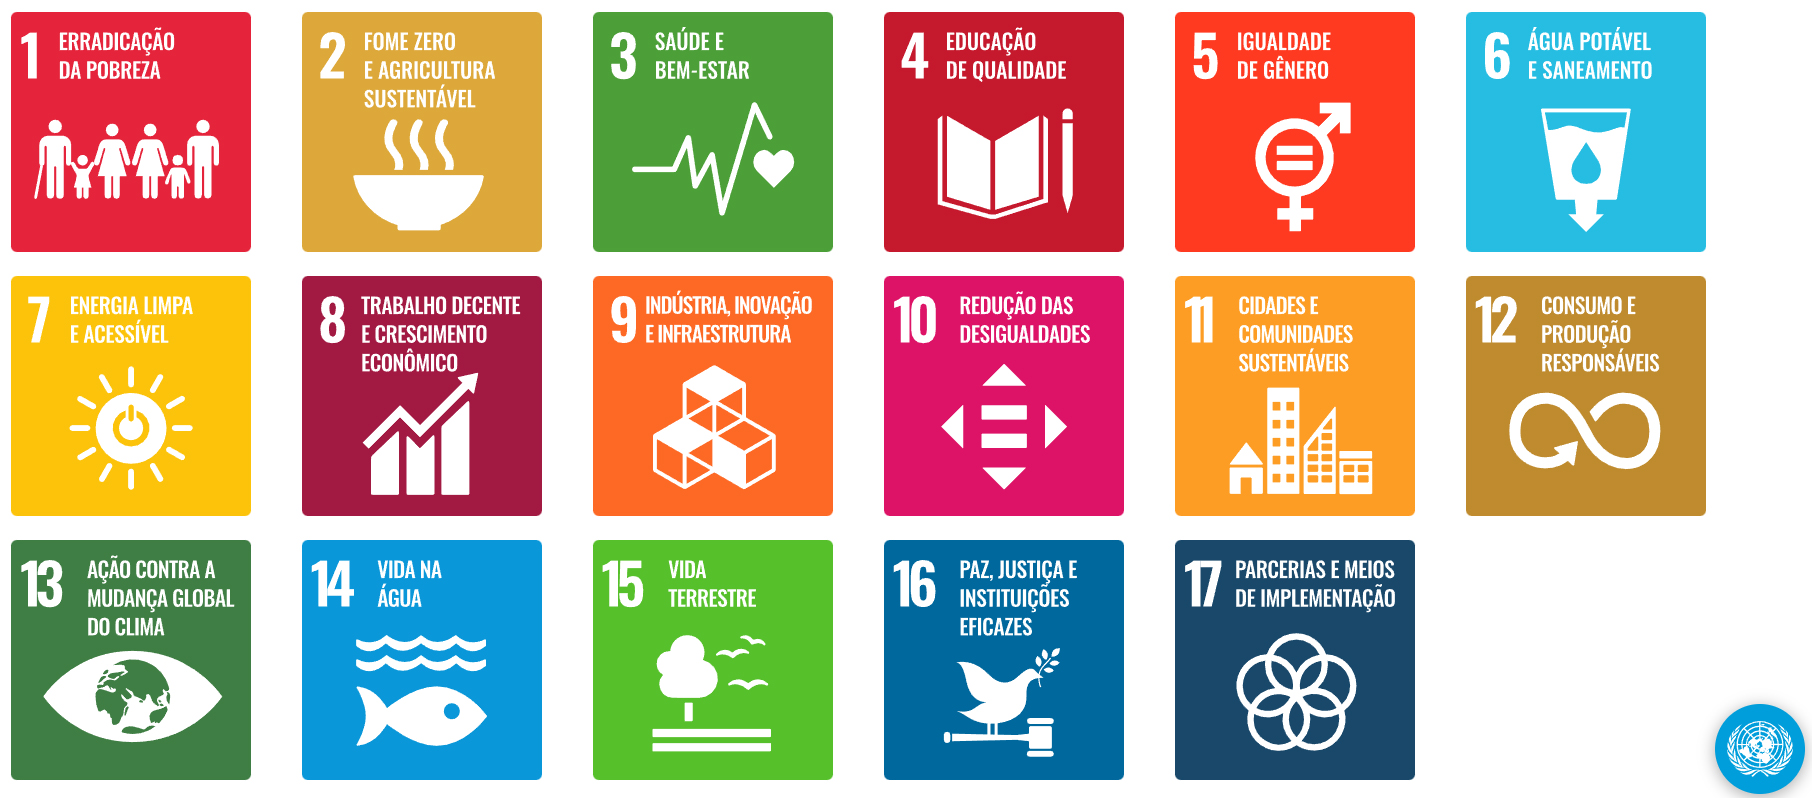 1 ERRADICAÇÃO
DA POBREZA
2 FOME ZERO
E AGRICULTURA
SUSTENTÁVEL
3 SAÚDE E
BEM-ESTAR
4 EDUCAÇÃO
DE QUALIDADE
5 IGUALDADE
DE GÊNERO
6 ÁGUA POTÁVEL
E SANEAMENTO
7 ENERGIA LIMPA
E ACESSÍVEL
8 TRABALHO DECENTE
E CRESCIMENTO
ECONÔMICO
9 INDÚSTRIA, INOVAÇÃO
E INFRAESTRUTURA
10 REDUÇÃO DAS
DESIGUALDADES
11 CIDADES E
COMUNIDADES
SUSTENTÁVEIS
12 CONSUMO E
PRODUÇÃO
RESPONSÁVEIS
13 AÇÃO CONTRA A
MUDANÇA GLOBAL
DO CLIMA
14 VIDA NA
ÁGUA
15 VIDA
TERRESTRE
16 PAZ, JUSTIÇA E
INSTITUIÇÕES
EFICAZES
17 PARCERIAS E MEIOS
DE IMPLEMENTAÇÃO